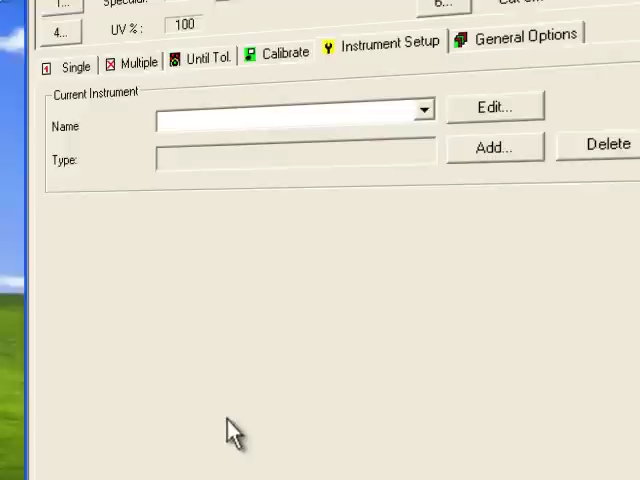 1...
6...
4...
UV % :
100
Single
Multiple
Until Tol.
Calibrate
Instrument Setup
General Options
Current Instrument
Name
Edit...
Type:
Add...
Delete